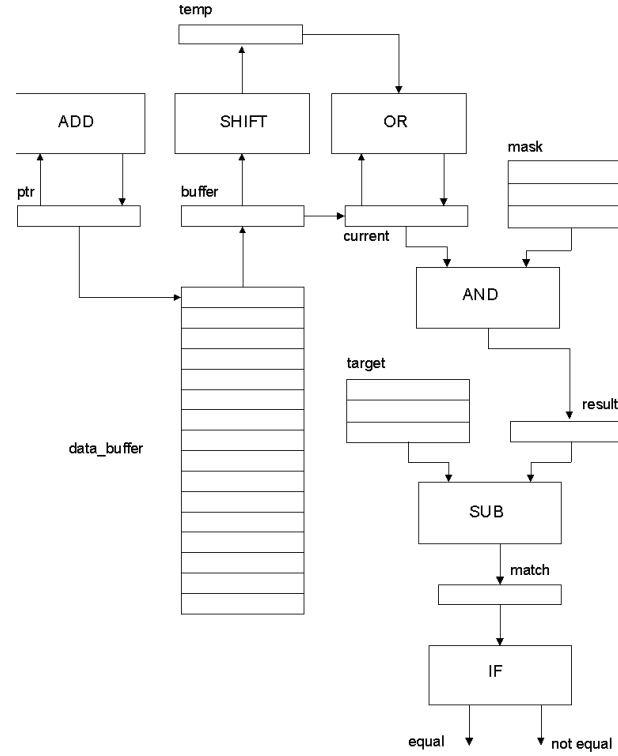 temp
ADD
SHIFT
OR
mask
ptr
buffer
current
AND
target
result
data_buffer
SUB
match
IF
equal
not equal